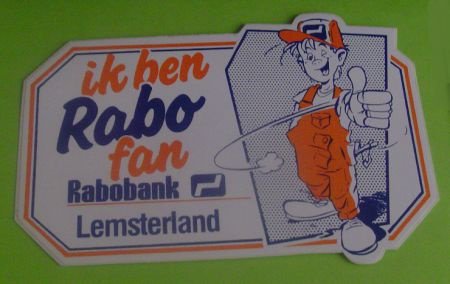 ik ben
Rabo
fan
Rabobank
Lemsterland